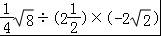 1/4√8 ÷ (2 1/2) × (−2√2)